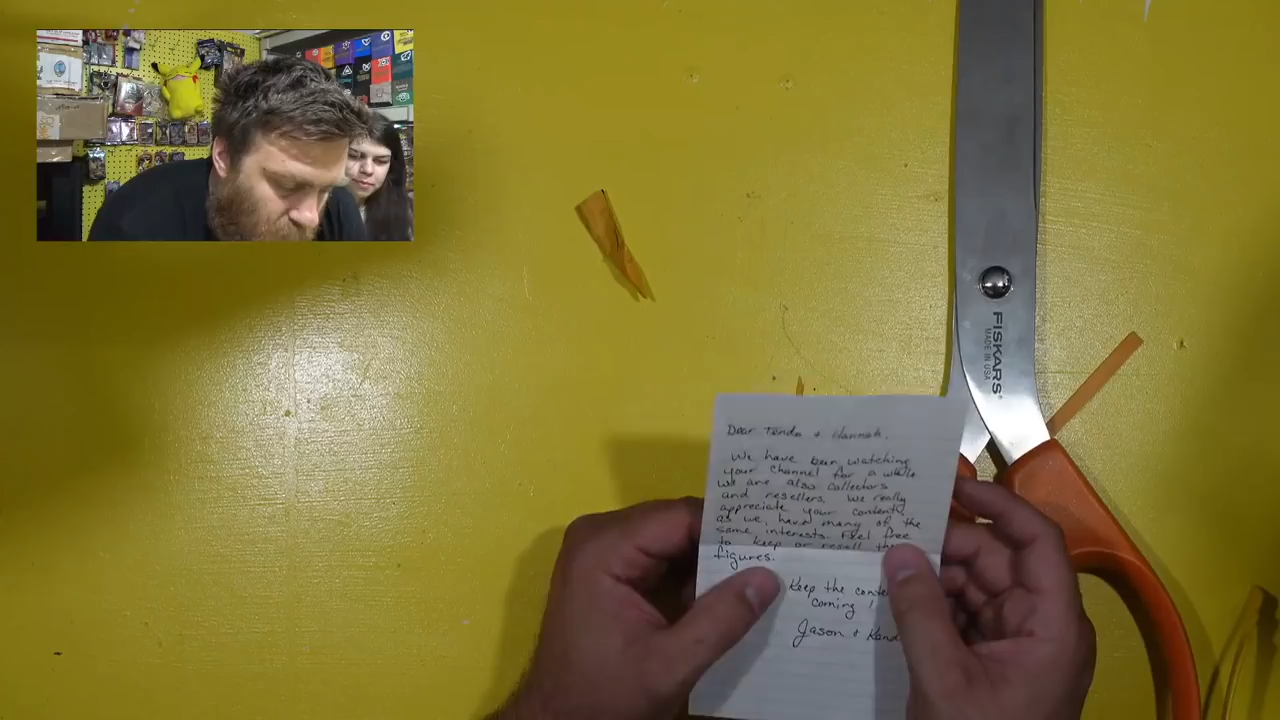 Dear Tendo + Hannah,
We have been watching
your channel for a while
we are also collectors
and resellers. We really
appreciate your content,
as we have many of the
same interests. Feel free
to keep or resell
figures.
Keep the
coming!
Jason +
FISKARS
MADE IN USA